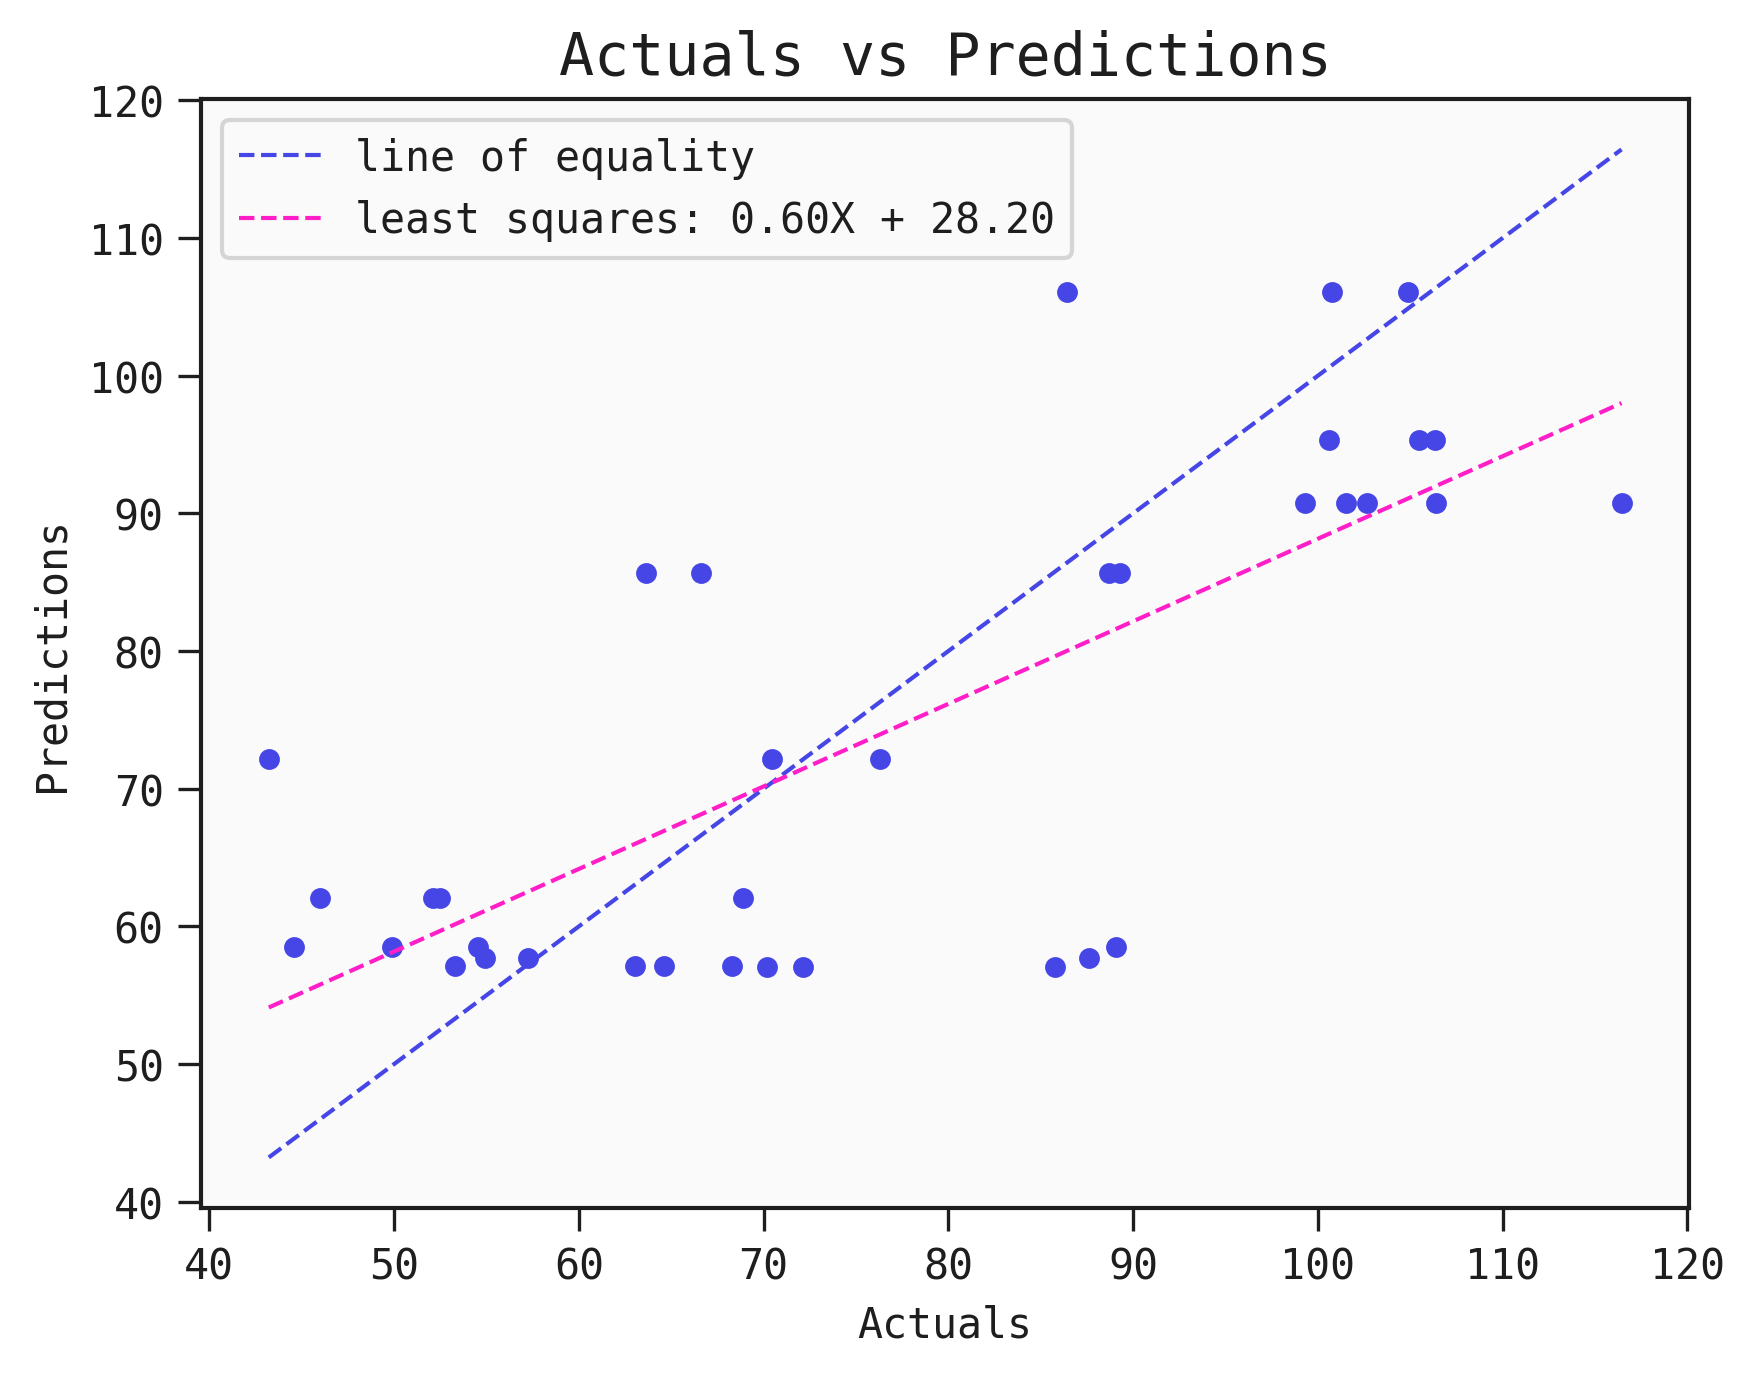 Actuals vs Predictions
line of equality
least squares: 0.60X + 28.20
120
110
100
90
80
70
60
50
40
Predictions
40 50 60 70 80 90 100 110 120
Actuals